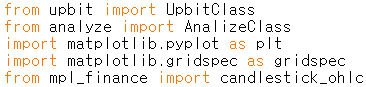 from upbit import UpbitClass
from analyze import AnalizeClass
import matplotlib.pyplot as plt
import matplotlib.gridspec as gridspec
from mpl_finance import candlestick_ohlc